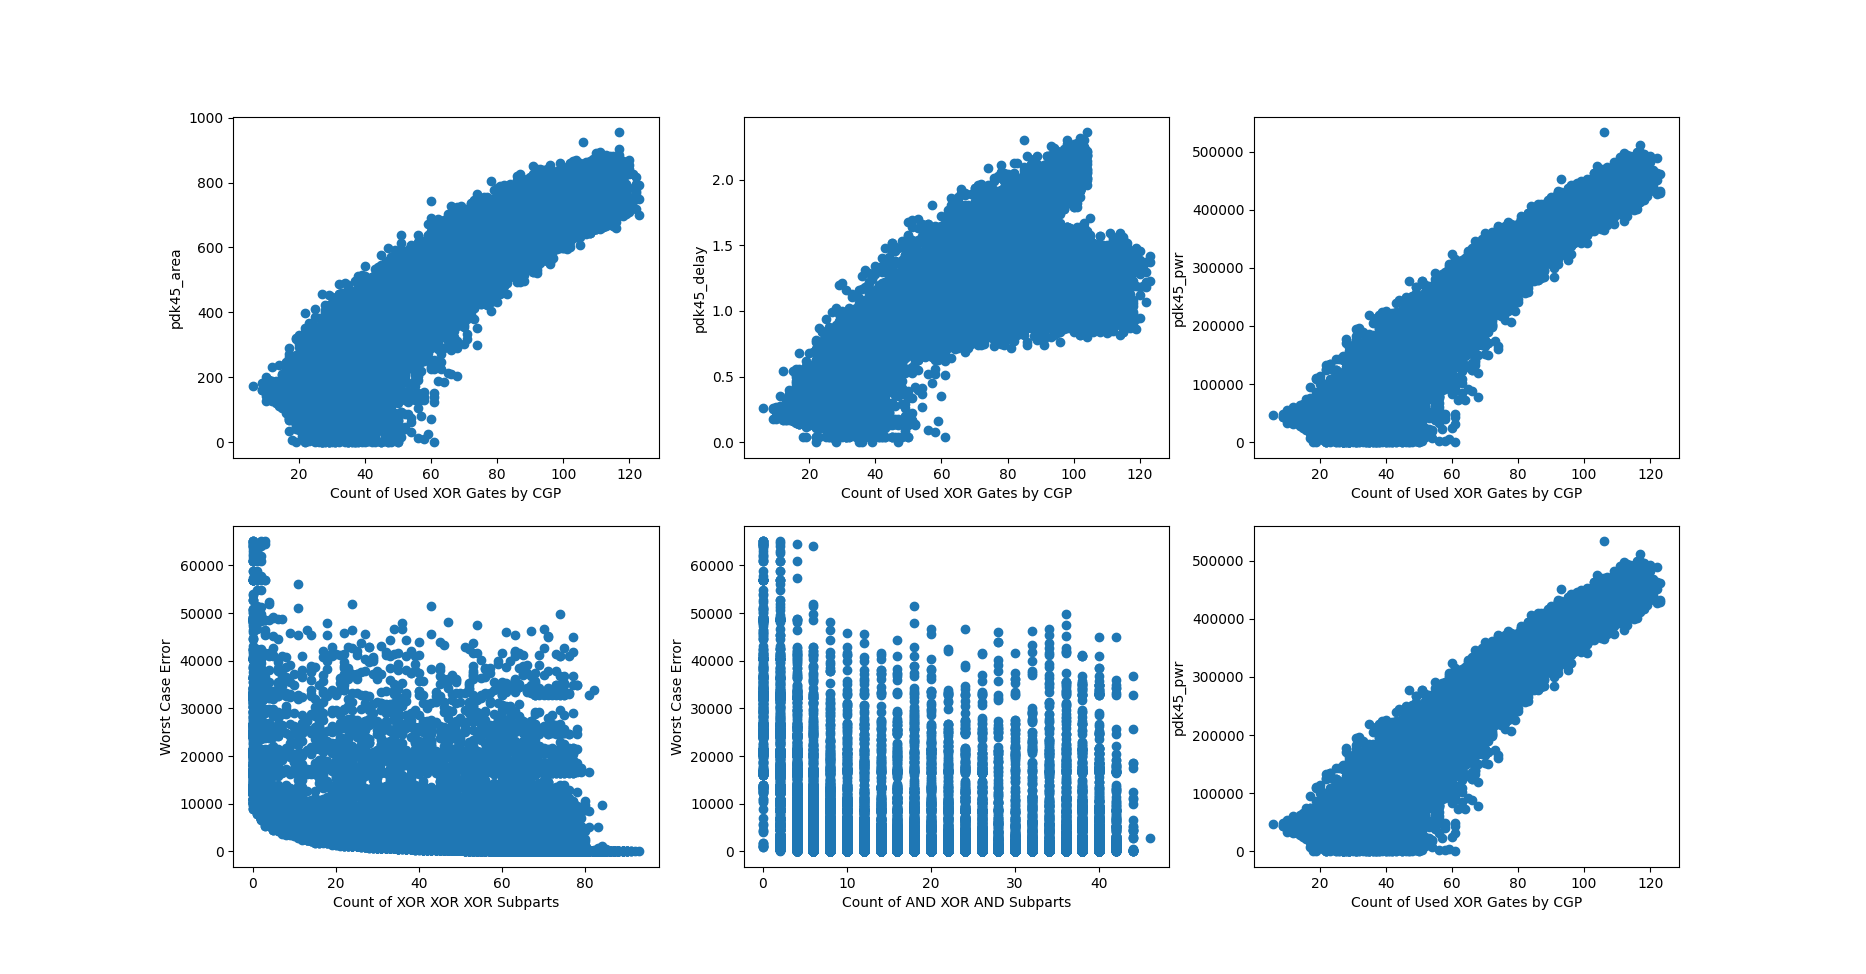 1000
800
600
400
200
0
pdk45_area
20 40 60 80 100 120
Count of Used XOR Gates by CGP
2.0
1.5
1.0
0.5
0.0
pdk45_delay
20 40 60 80 100 120
Count of Used XOR Gates by CGP
500000
400000
300000
200000
100000
0
pdk45_pwr
20 40 60 80 100 120
Count of Used XOR Gates by CGP
60000
50000
40000
30000
20000
10000
0
Worst Case Error
0 20 40 60 80
Count of XOR XOR XOR Subparts
60000
50000
40000
30000
20000
10000
0
Worst Case Error
0 10 20 30 40
Count of AND XOR AND Subparts
500000
400000
300000
200000
100000
0
pdk45_pwr
20 40 60 80 100 120
Count of Used XOR Gates by CGP